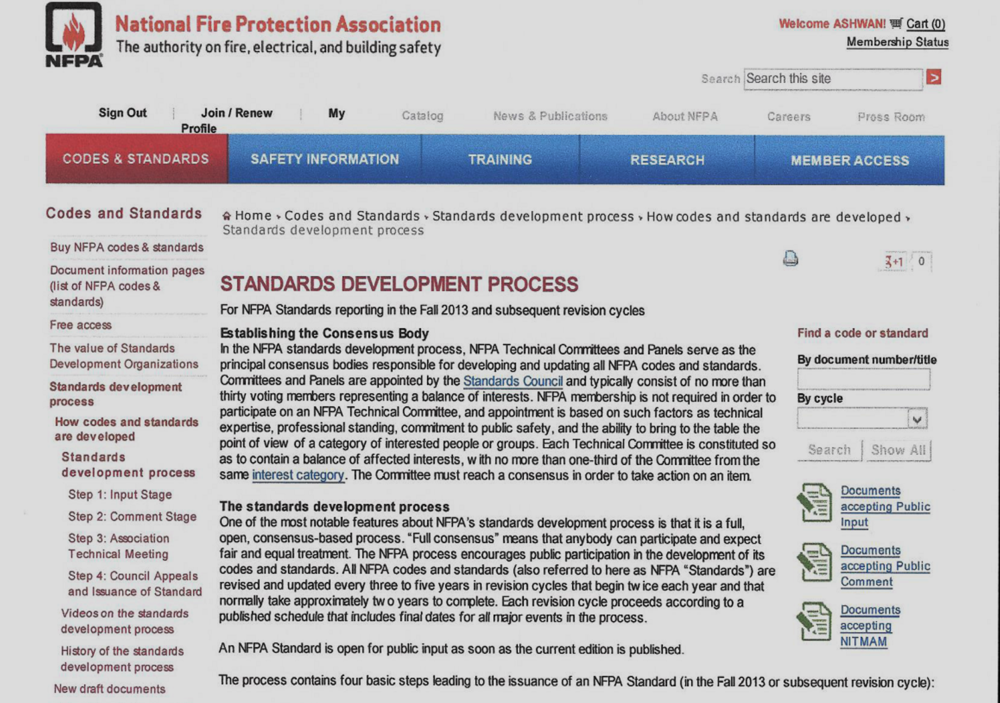 National Fire Protection Association
The authority on fire, electrical, and building safety
NFPA®
Welcome ASHWAN! Cart (0)
Membership Status
Search Search this site >
Sign Out | Join / Renew | My
Profile
Catalog News & Publications About NFPA Careers Press Room
CODES & STANDARDS SAFETY INFORMATION TRAINING RESEARCH MEMBER ACCESS
Codes and Standards
Buy NFPA codes & standards
Document information pages
(list of NFPA codes &
standards)
Free access
The value of Standards
Development Organizations
Standards development
process
How codes and standards
are developed
Standards
development process
Step 1: Input Stage
Step 2: Comment Stage
Step 3: Association
Technical Meeting
Step 4: Council Appeals
and Issuance of Standard
Videos on the standards
development process
History of the standards
development process
New draft documents
Home › Codes and Standards › Standards development process › How codes and standards are developed ›
Standards development process
+1 0
STANDARDS DEVELOPMENT PROCESS
For NFPA Standards reporting in the Fall 2013 and subsequent revision cycles
Establishing the Consensus Body
In the NFPA standards development process, NFPA Technical Committees and Panels serve as the
principal consensus bodies responsible for developing and updating all NFPA codes and standards.
Committees and Panels are appointed by the Standards Council and typically consist of no more than
thirty voting members representing a balance of interests. NFPA membership is not required in order to
participate on an NFPA Technical Committee, and appointment is based on such factors as technical
expertise, professional standing, commitment to public safety, and the ability to bring to the table the
point of view of a category of interested people or groups. Each Technical Committee is constituted so
as to contain a balance of affected interests, with no more than one-third of the Committee from the
same interest category. The Committee must reach a consensus in order to take action on an item.
The standards development process
One of the most notable features about NFPA's standards development process is that it is a full,
open, consensus-based process. "Full consensus" means that anybody can participate and expect
fair and equal treatment. The NFPA process encourages public participation in the development of its
codes and standards. All NFPA codes and standards (also referred to here as NFPA "Standards") are
revised and updated every three to five years in revision cycles that begin twice each year and that
normally take approximately two years to complete. Each revision cycle proceeds according to a
published schedule that includes final dates for all major events in the process.
An NFPA Standard is open for public input as soon as the current edition is published.
The process contains four basic steps leading to the issuance of an NFPA Standard (in the Fall 2013 or subsequent revision cycle):
Find a code or standard
By document number/title
By cycle
Search Show All
Documents
accepting Public
Input
Documents
accepting Public
Comment
Documents
accepting
NITMAM